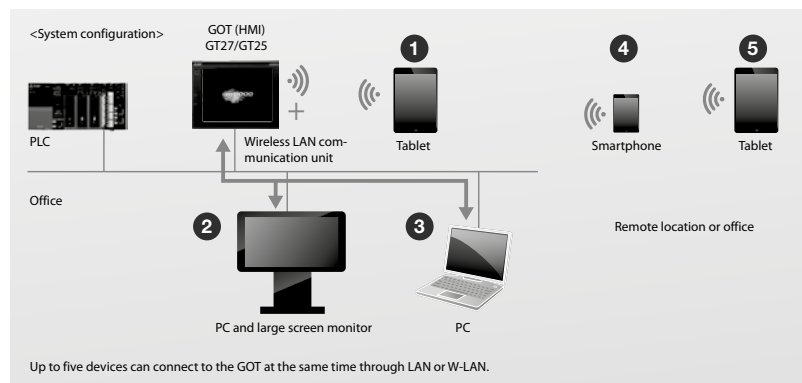 <System configuration>
GOT (HMI)
GT27/GT25
1
4
5
+
PLC
Wireless LAN com-
munication unit
Tablet
Smartphone
Tablet
Office
2
3
Remote location or office
PC and large screen monitor
PC
Up to five devices can connect to the GOT at the same time through LAN or W-LAN.